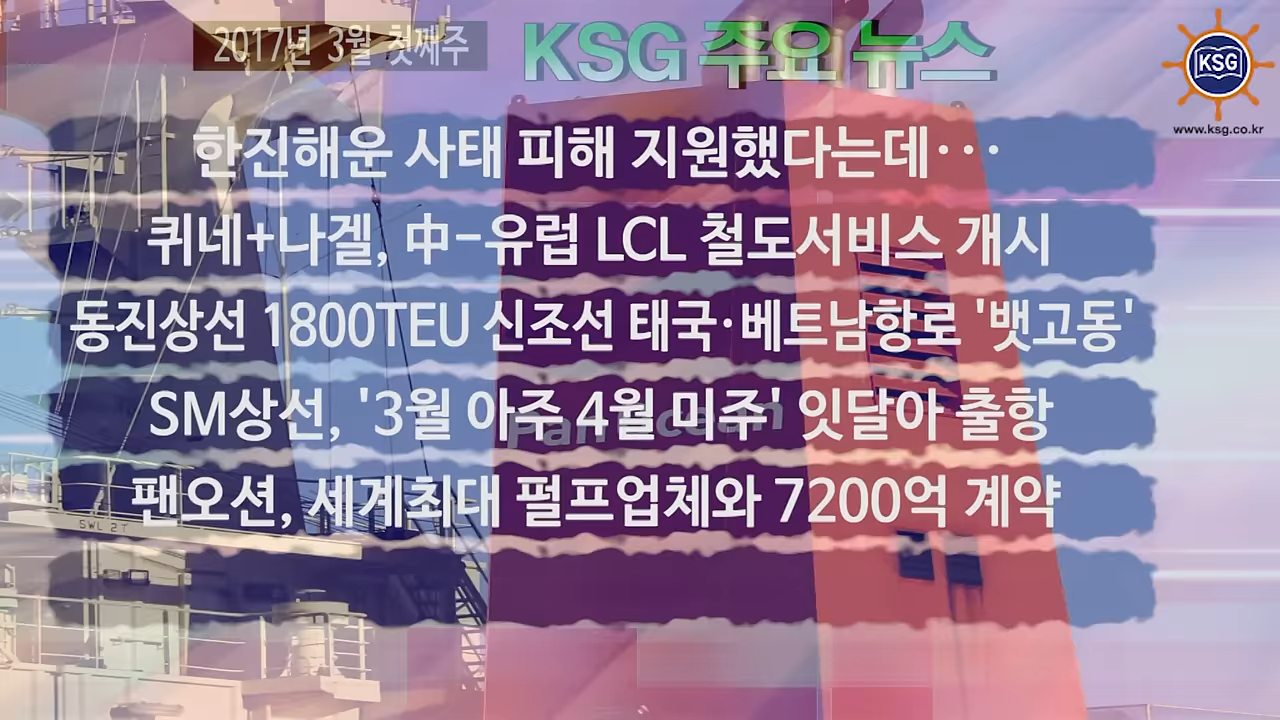 2017년 3월 첫째주
KSG 주요 뉴스
KSG
www.ksg.co.kr
한진해운 사태 피해 지원했다는데···
퀴네+나겔, 中-유럽 LCL 철도서비스 개시
동진상선 1800TEU 신조선 태국·베트남항로 '뱃고동'
SM상선, '3월 아주 4월 미주' 잇달아 출항
Pan Ocean
팬오션, 세계최대 펄프업체와 7200억 계약
SWL 2T